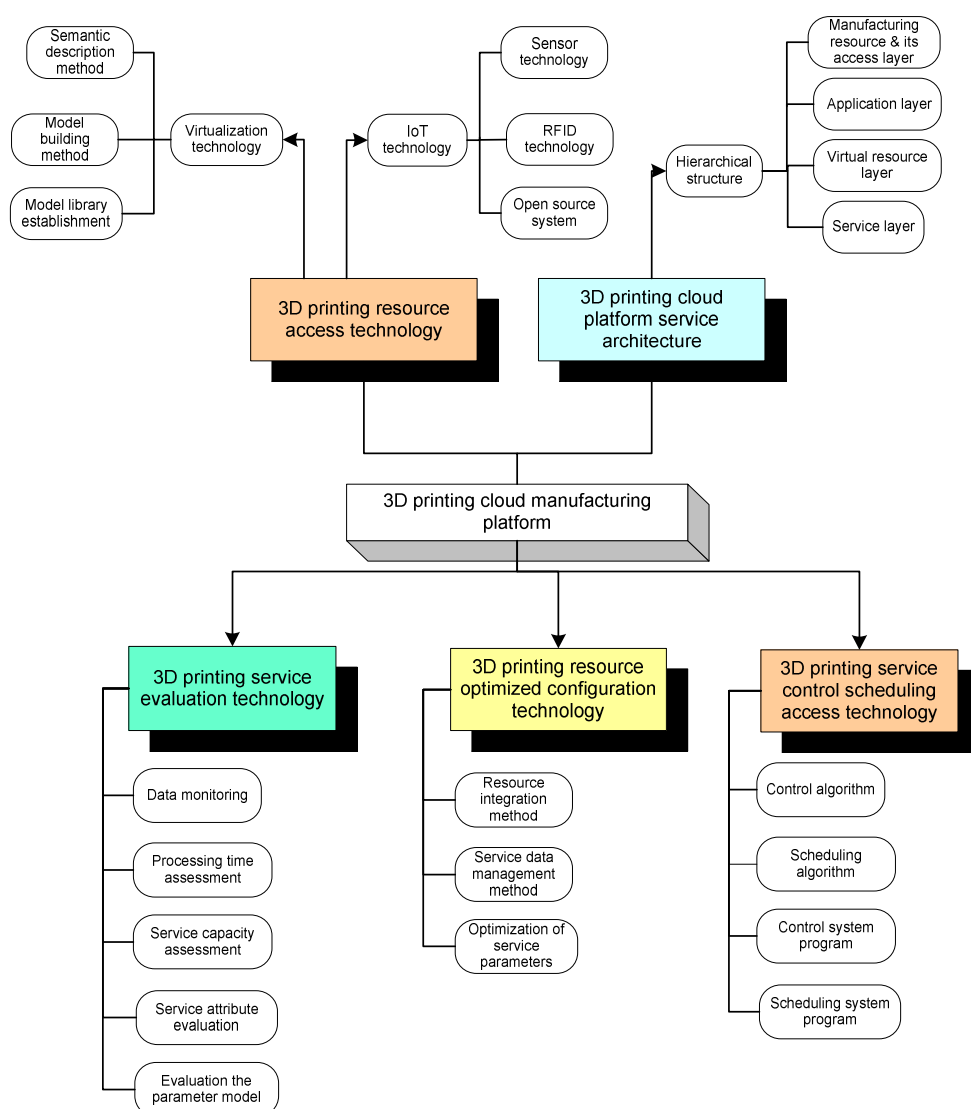 Semantic
description
method
Model
building
method
Model library
establishment
Virtualization
technology
IoT
technology
Sensor
technology
RFID
technology
Open source
system
Hierarchical
structure
Manufacturing
resource & its
access layer
Application layer
Virtual resource
layer
Service layer
3D printing resource
access technology
3D printing cloud
platform service
architecture
3D printing cloud manufacturing
platform
3D printing service
evaluation technology
Data monitoring
Processing time
assessment
Service capacity
assessment
Service attribute
evaluation
Evaluation the
parameter model
3D printing resource
optimized configuration
technology
Resource
integration
method
Service data
management
method
Optimization of
service
parameters
3D printing service
control scheduling
access technology
Control algorithm
Scheduling
algorithm
Control system
program
Scheduling system
program